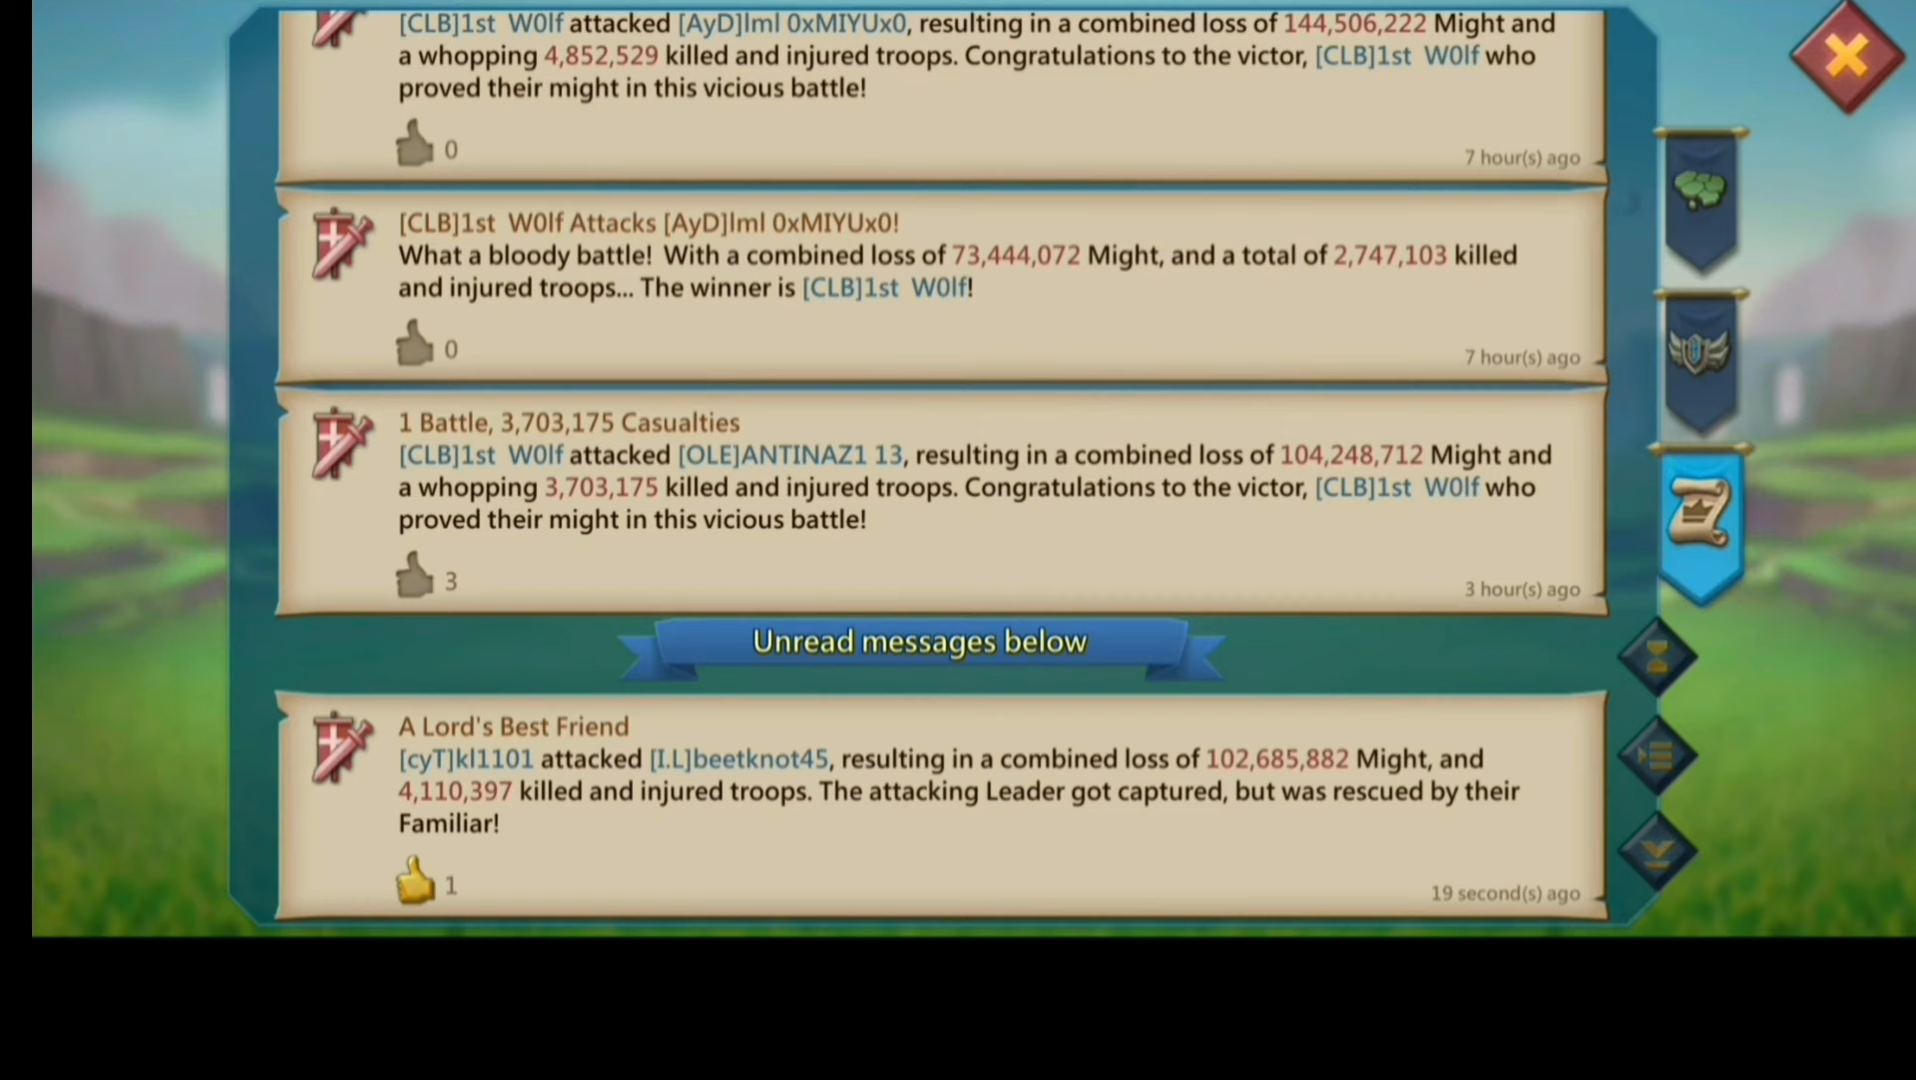 [CLB]1st W0lf attacked [AyD]lml 0xMIYUx0, resulting in a combined loss of 144,506,222 Might and
a whopping 4,852,529 killed and injured troops. Congratulations to the victor, [CLB]1st W0lf who
proved their might in this vicious battle!
0
7 hour(s) ago
[CLB]1st W0lf Attacks [AyD]lml 0xMIYUx0!
What a bloody battle! With a combined loss of 73,444,072 Might, and a total of 2,747,103 killed
and injured troops... The winner is [CLB]1st W0lf!
0
7 hour(s) ago
1 Battle, 3,703,175 Casualties
[CLB]1st W0lf attacked [OLE]ANTINAZ1 13, resulting in a combined loss of 104,248,712 Might and
a whopping 3,703,175 killed and injured troops. Congratulations to the victor, [CLB]1st W0lf who
proved their might in this vicious battle!
3
3 hour(s) ago
Unread messages below
A Lord's Best Friend
[cyT]kl1101 attacked [I.L]beetknot45, resulting in a combined loss of 102,685,882 Might, and
4,110,397 killed and injured troops. The attacking Leader got captured, but was rescued by their
Familiar!
1
19 second(s) ago